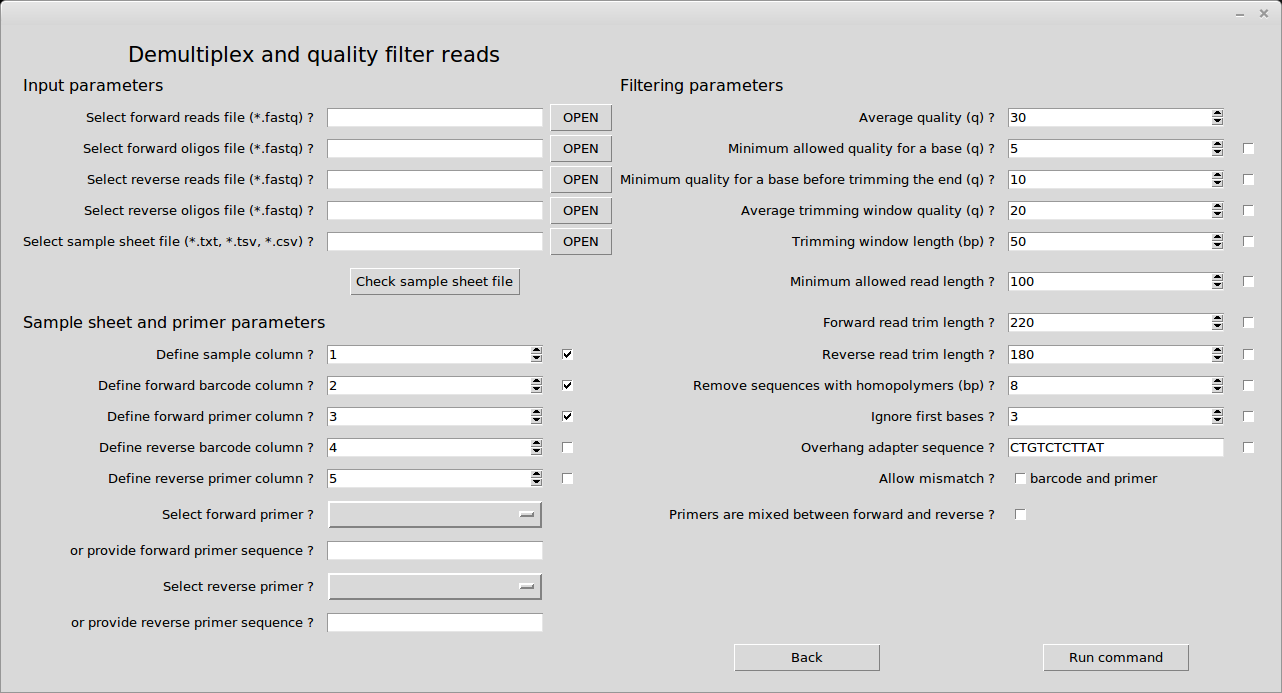 Demultiplex and quality filter reads
Input parameters
Select forward reads file (*.fastq) ? OPEN
Select forward oligos file (*.fastq) ? OPEN
Select reverse reads file (*.fastq) ? OPEN
Select reverse oligos file (*.fastq) ? OPEN
Select sample sheet file (*.txt, *.tsv, *.csv) ? OPEN
Check sample sheet file
Sample sheet and primer parameters
Define sample column ? 1
Define forward barcode column ? 2
Define forward primer column ? 3
Define reverse barcode column ? 4
Define reverse primer column ? 5
Select forward primer ?
or provide forward primer sequence ?
Select reverse primer ?
or provide reverse primer sequence ?
Filtering parameters
Average quality (q) ? 30
Minimum allowed quality for a base (q) ? 5
Minimum quality for a base before trimming the end (q) ? 10
Average trimming window quality (q) ? 20
Trimming window length (bp) ? 50
Minimum allowed read length ? 100
Forward read trim length ? 220
Reverse read trim length ? 180
Remove sequences with homopolymers (bp) ? 8
Ignore first bases ? 3
Overhang adapter sequence ? CTGTCTCTTAT
Allow mismatch ? barcode and primer
Primers are mixed between forward and reverse ?
Back Run command